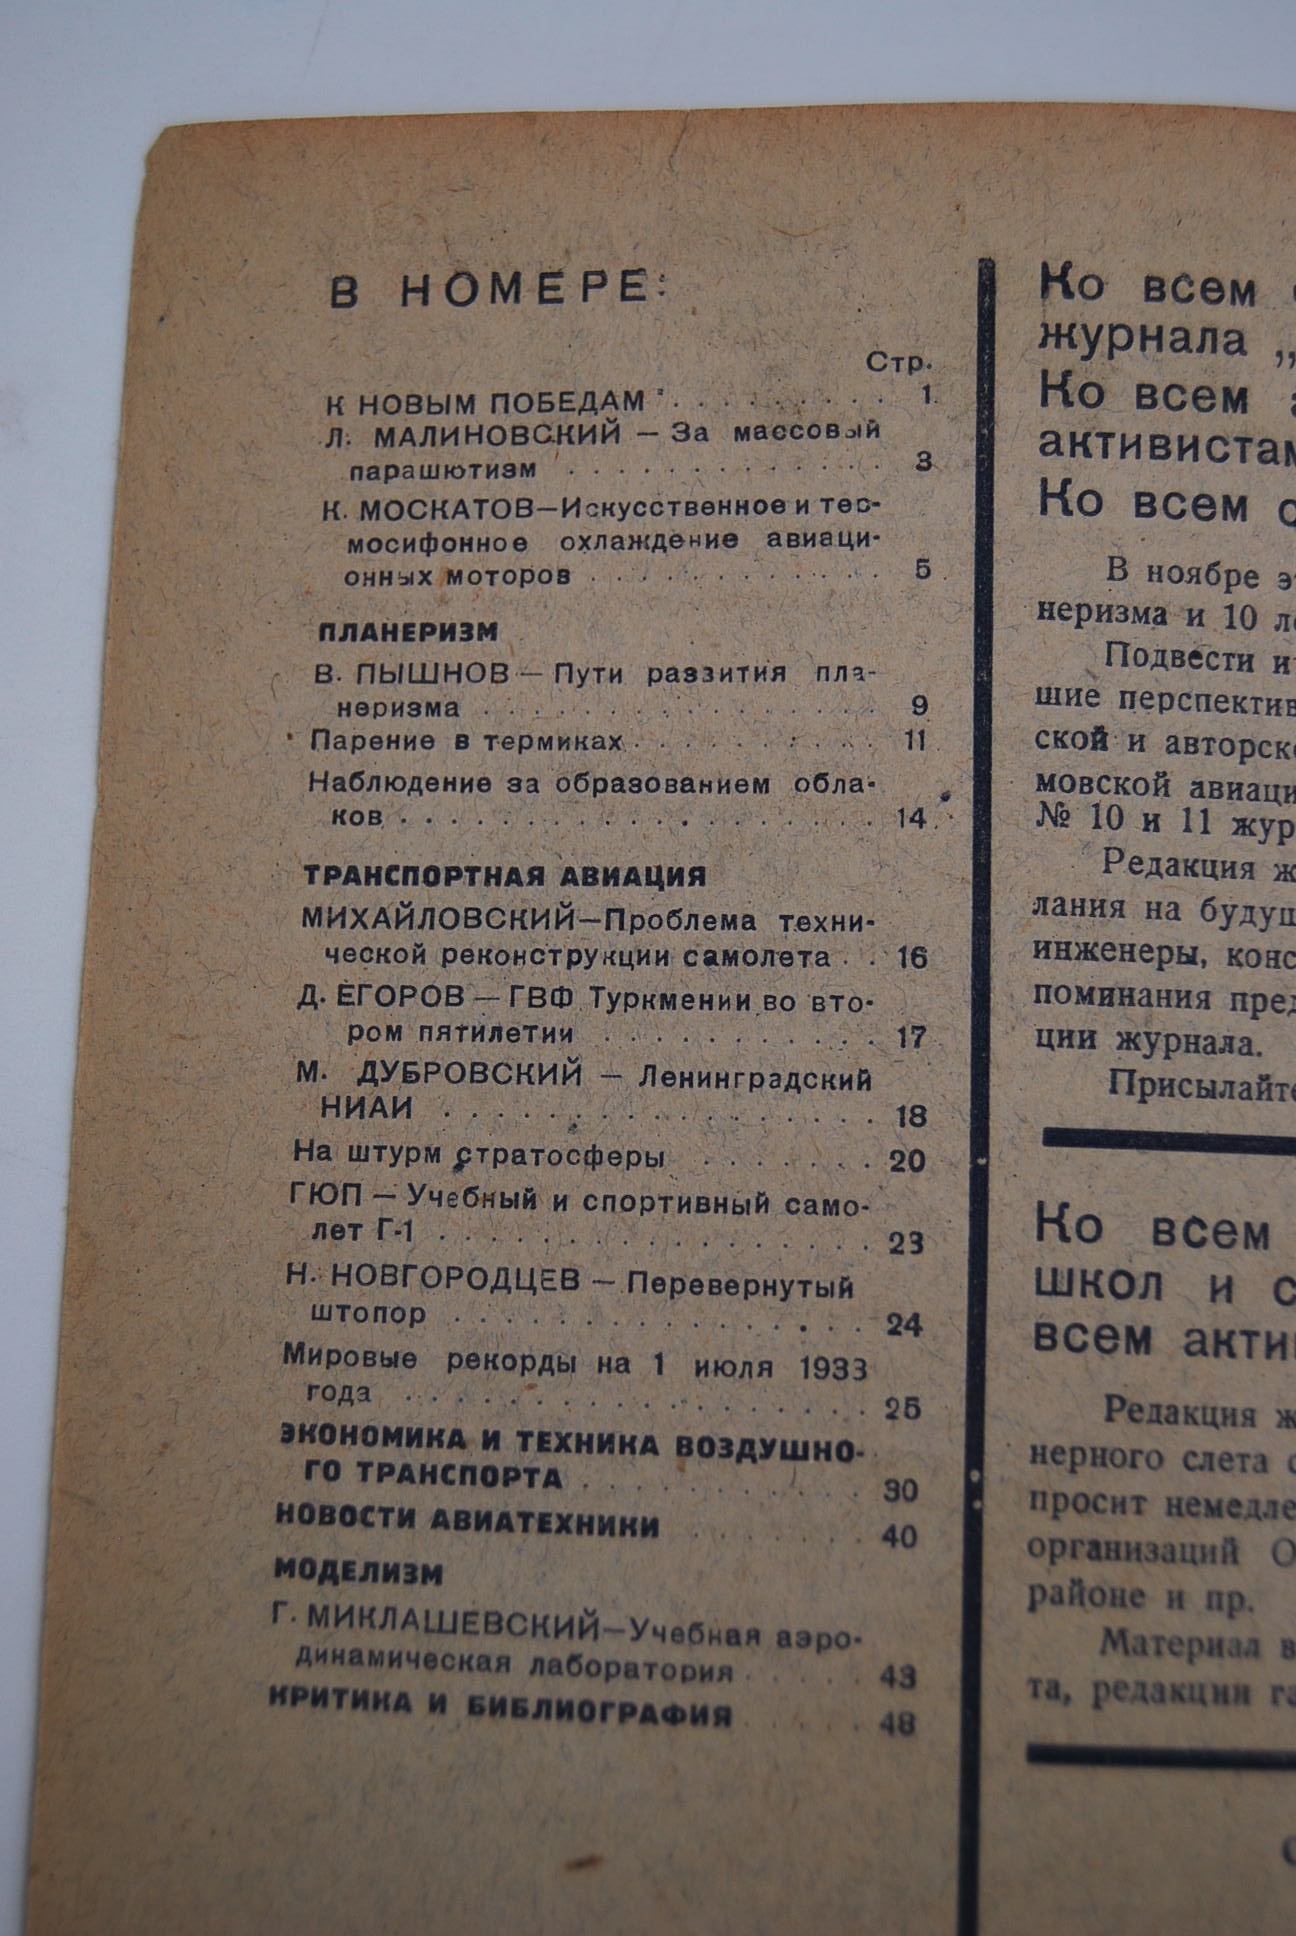 В НОМЕРЕ:
Стр.
К НОВЫМ ПОБЕДАМ . . . . . . . . 1
Л. МАЛИНОВСКИЙ — За массовый
парашютизм . . . . . . . . . . . 3
К. МОСКАТОВ—Искусственное и тер-
мосифонное охлаждение авиаци-
онных моторов . . . . . . . . . . 5
ПЛАНЕРИЗМ
В. ПЫШНОВ — Пути развития пла-
неризма . . . . . . . . . . . . . 9
Парение в термиках . . . . . . . . 11
Наблюдение за образованием обла-
ков . . . . . . . . . . . . . . . 14
ТРАНСПОРТНАЯ АВИАЦИЯ
МИХАЙЛОВСКИЙ—Проблема техни-
ческой реконструкции самолета . . 16
Д. ЕГОРОВ — ГВФ Туркмении во вто-
ром пятилетии . . . . . . . . . . 17
М. ДУБРОВСКИЙ — Ленинградский
НИАИ . . . . . . . . . . . . . . 18
На штурм стратосферы . . . . . . 20
ГЮП — Учебный и спортивный само-
лет Г-1 . . . . . . . . . . . . . 23
Н. НОВГОРОДЦЕВ — Перевернутый
штопор . . . . . . . . . . . . . 24
Мировые рекорды на 1 июля 1933
года . . . . . . . . . . . . . . 25
ЭКОНОМИКА И ТЕХНИКА ВОЗДУШНО-
ГО ТРАНСПОРТА . . . . . . . . . 30
НОВОСТИ АВИАТЕХНИКИ . . . . . . 40
МОДЕЛИЗМ
Г. МИКЛАШЕВСКИЙ—Учебная аэро-
динамическая лаборатория . . . . 43
КРИТИКА И БИБЛИОГРАФИЯ . . . . 48
Ко всем
журнала „
Ко всем
активистам
Ко всем
В ноябре
неризма и 10
Подвести
шие перспектив
ской и авторск
мовской авиаци
№ 10 и 11 жур
Редакция ж
лания на будущ
инженеры, конс
поминания пред
ции журнала.
Присылайте
Ко всем
школ и с
всем акти
Редакция ж
нерного слета
просит немедле
организаций О
районе и пр.
Материал в
та, редакции га